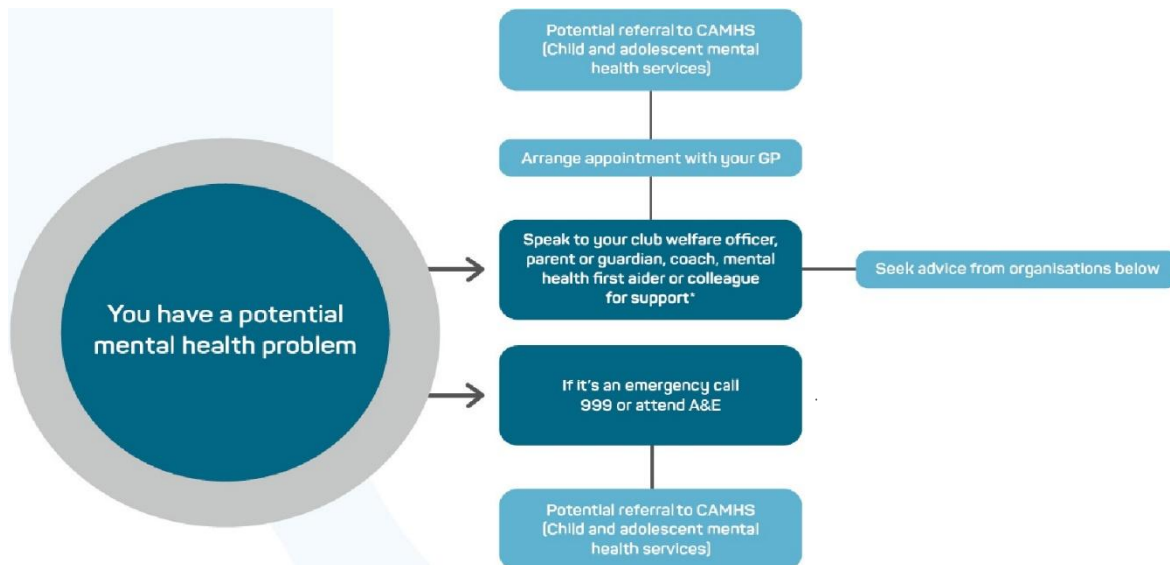 Potential referral to CAMHS
(Child and adolescent mental
health services)
Arrange appointment with your GP
You have a potential
mental health problem
Speak to your club welfare officer,
parent or guardian, coach, mental
health first aider or colleague
for support*
Seek advice from organisations below
If it's an emergency call
999 or attend A&E
Potential referral to CAMHS
(Child and adolescent mental
health services)